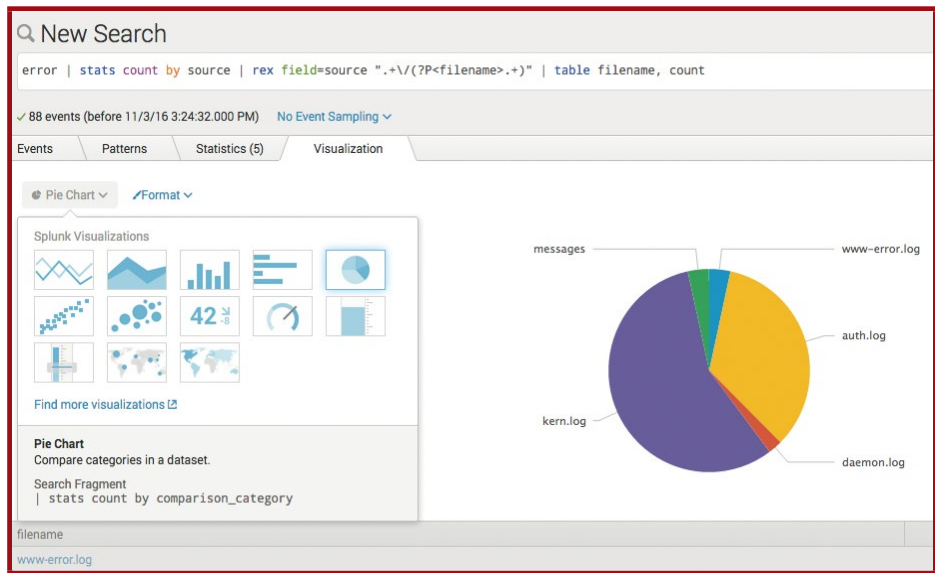 New Search
error | stats count by source | rex field=source ".+\/(?P<filename>.+)" | table filename, count
88 events (before 11/3/16 3:24:32.000 PM) No Event Sampling
Events Patterns Statistics (5) Visualization
Pie Chart Format
Splunk Visualizations
42
-8
Find more visualizations
Pie Chart
Compare categories in a dataset.
Search Fragment
| stats count by comparison_category
messages
www-error.log
auth.log
kern.log
daemon.log
filename
www-error.log